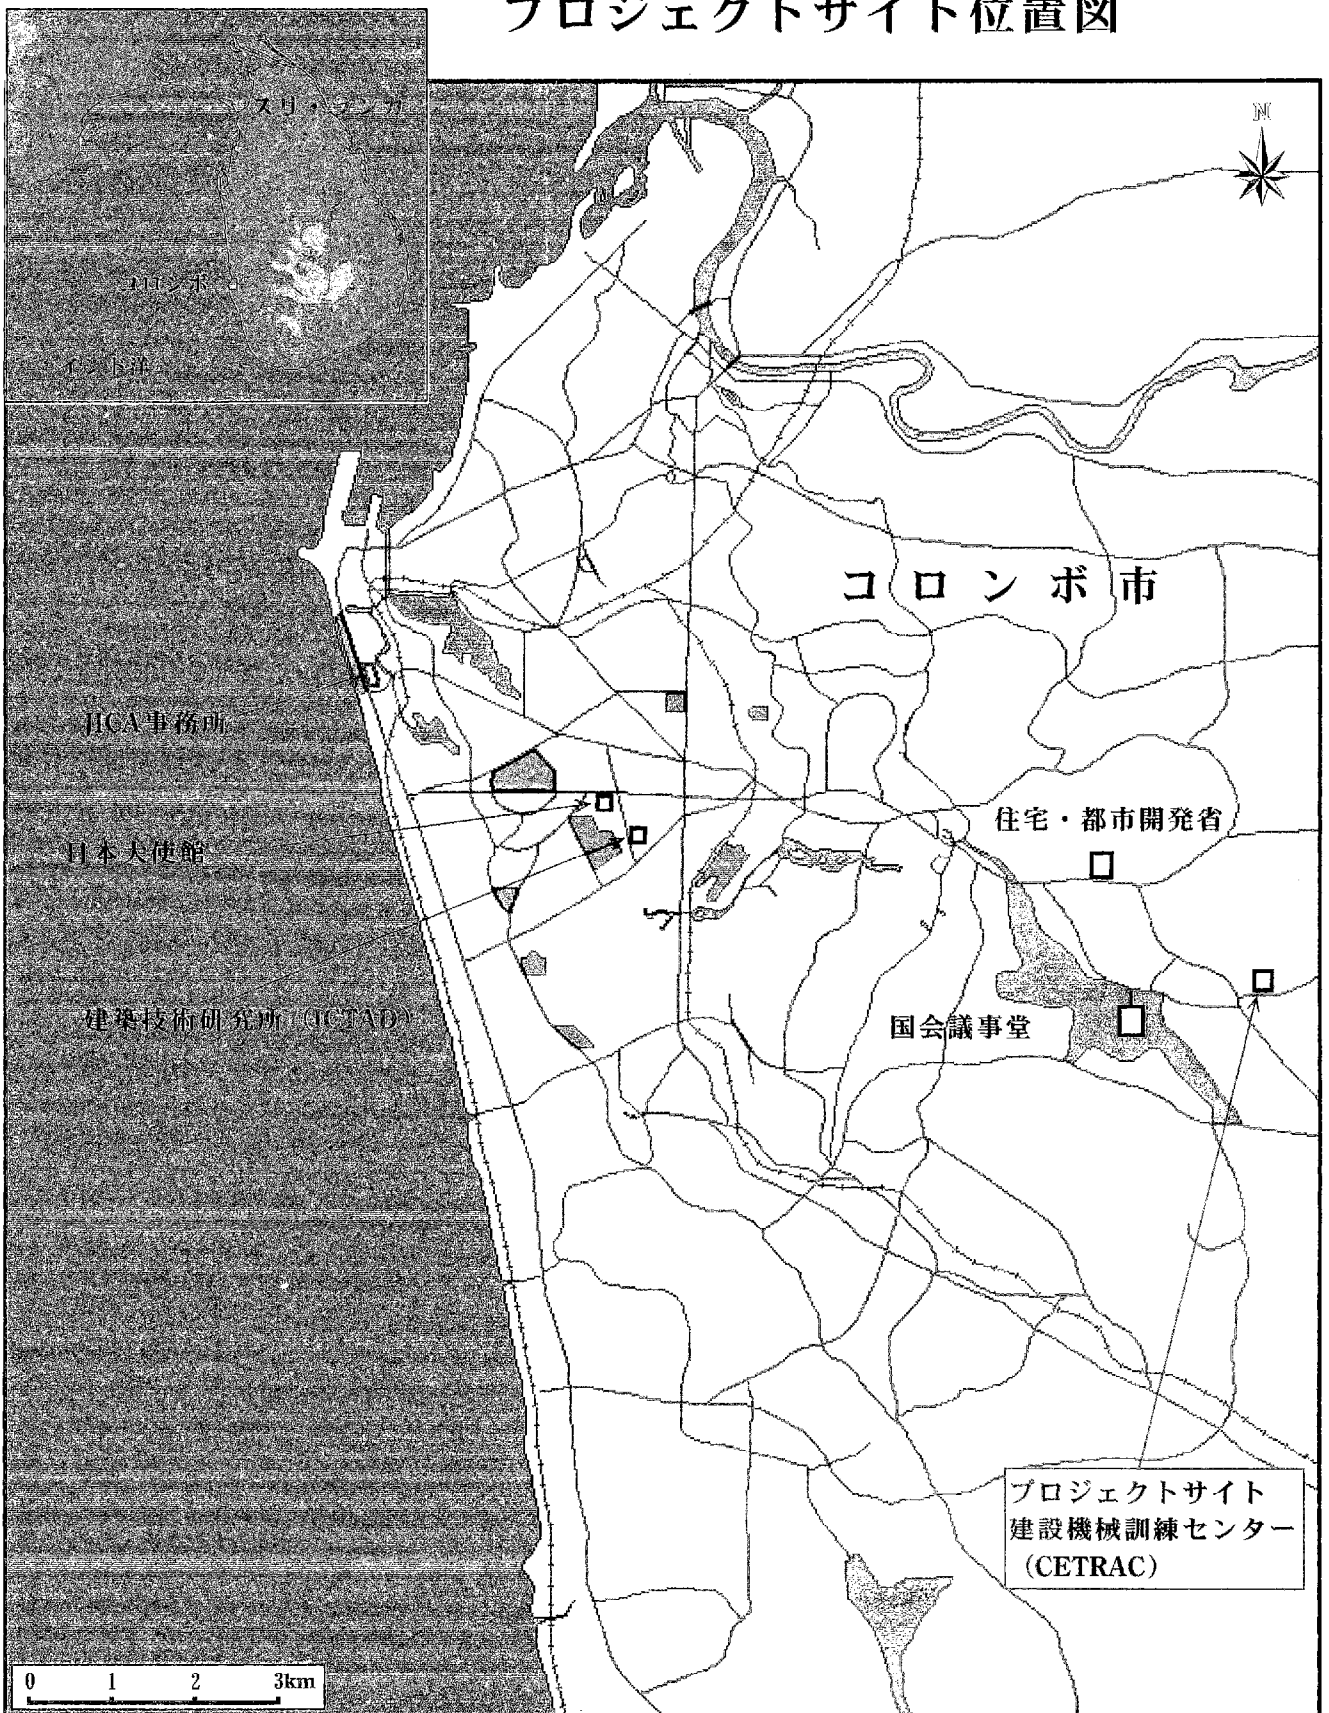 プロジェクトサイト位置図
スリ・ランカ
コロンボ
インド洋
N
コロンボ市
JICA事務所
日本大使館
建築技術研究所（ICTAD）
住宅・都市開発省
国会議事堂
プロジェクトサイト
建設機械訓練センター
（CETRAC）
0 1 2 3km